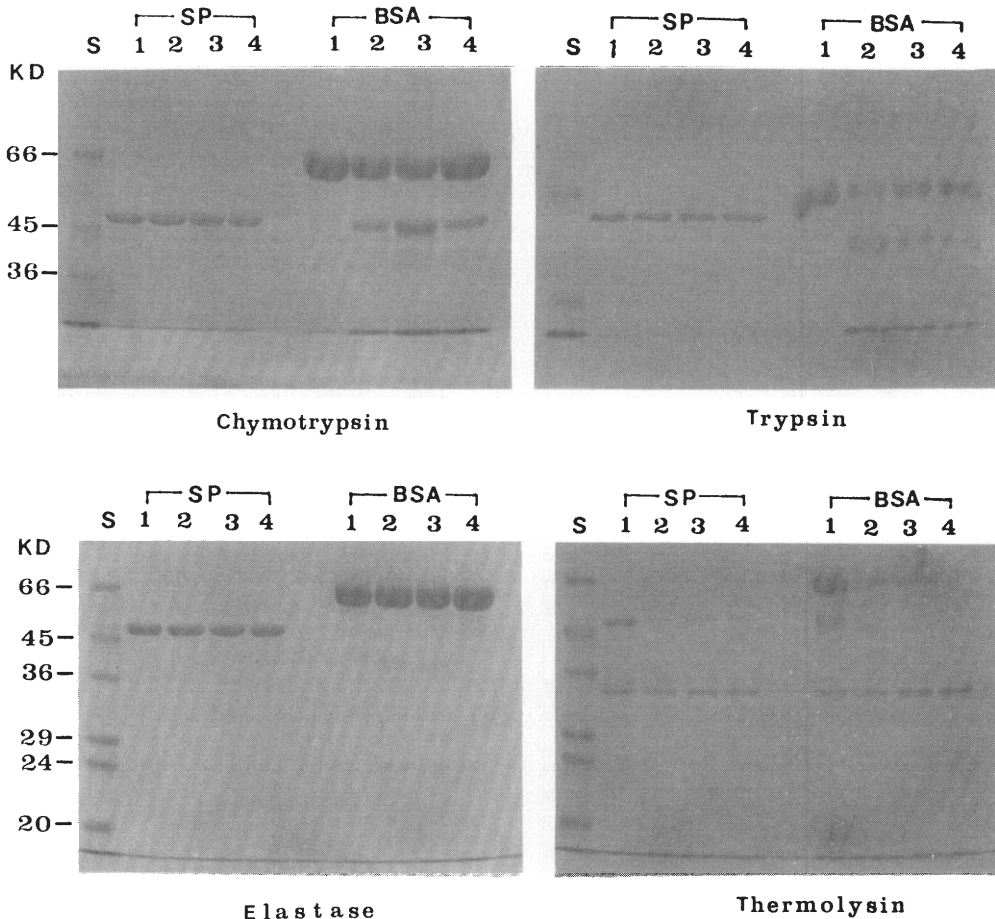 SP BSA
S 1 2 3 4 1 2 3 4
KD
66
45
36
Chymotrypsin
SP BSA
S 1 2 3 4 1 2 3 4
Trypsin
SP BSA
S 1 2 3 4 1 2 3 4
KD
66
45
36
29
24
20
Elastase
SP BSA
S 1 2 3 4 1 2 3 4
Thermolysin